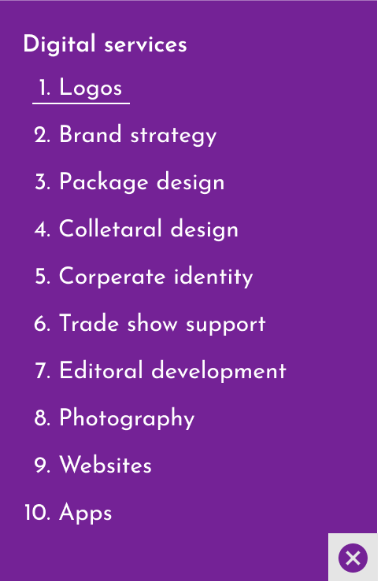 Digital services
1. Logos
2. Brand strategy
3. Package design
4. Colletaral design
5. Corperate identity
6. Trade show support
7. Editoral development
8. Photography
9. Websites
10. Apps